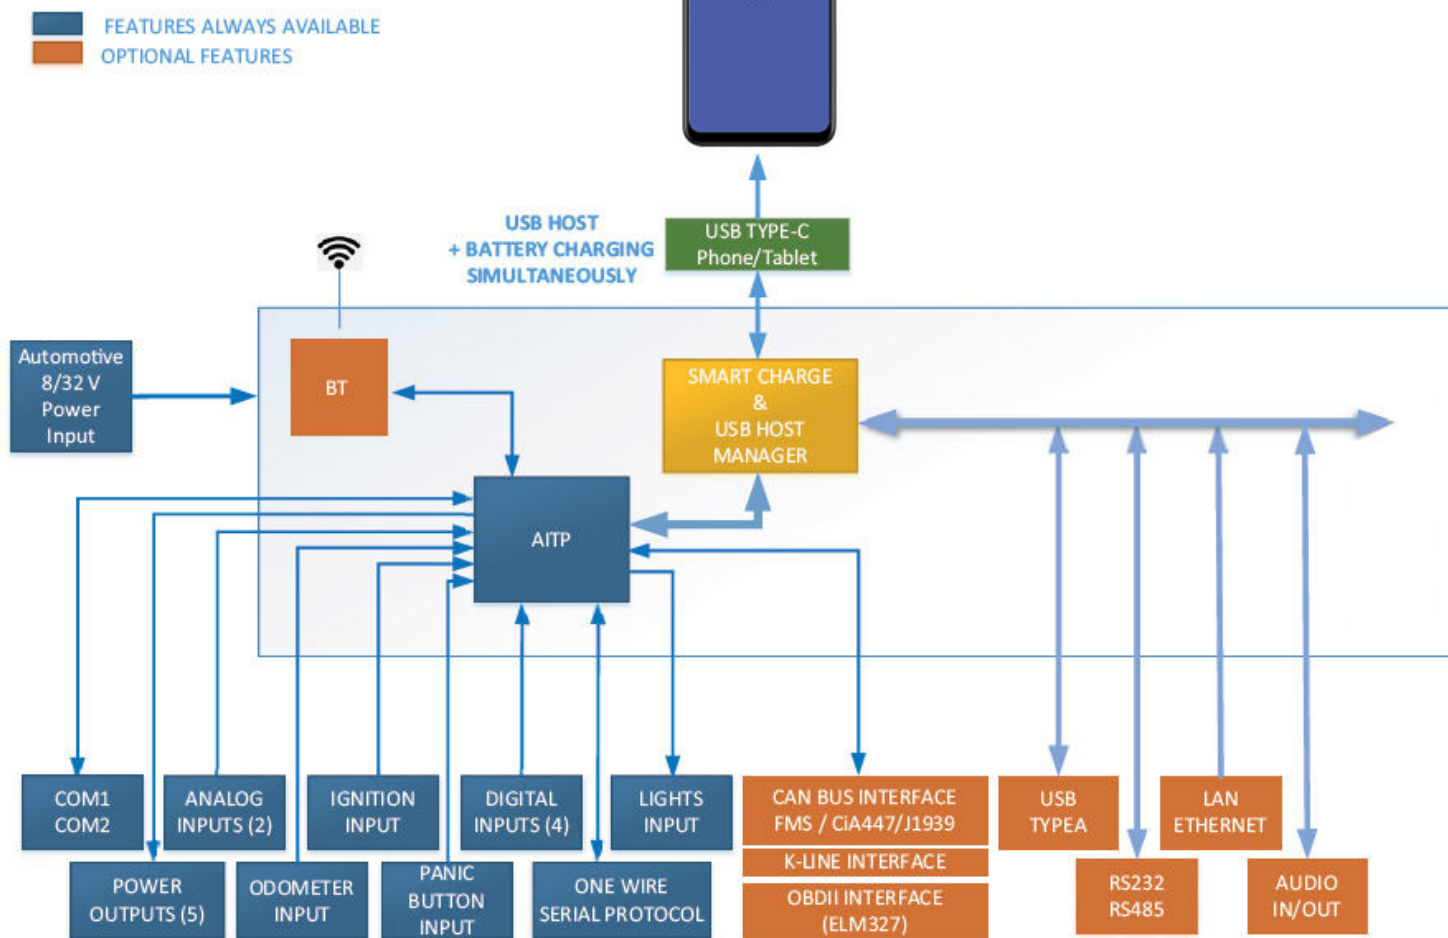 FEATURES ALWAYS AVAILABLE
OPTIONAL FEATURES
USB HOST
+ BATTERY CHARGING
SIMULTANEOUSLY
USB TYPE-C
Phone/Tablet
Automotive
8/32 V
Power
Input
BT
SMART CHARGE
&
USB HOST
MANAGER
AITP
COM1
COM2
ANALOG
INPUTS (2)
IGNITION
INPUT
DIGITAL
INPUTS (4)
LIGHTS
INPUT
CAN BUS INTERFACE
FMS / CiA447/J1939
USB
TYPEA
LAN
ETHERNET
K-LINE INTERFACE
POWER
OUTPUTS (5)
ODOMETER
INPUT
PANIC
BUTTON
INPUT
ONE WIRE
SERIAL PROTOCOL
OBDII INTERFACE
(ELM327)
RS232
RS485
AUDIO
IN/OUT